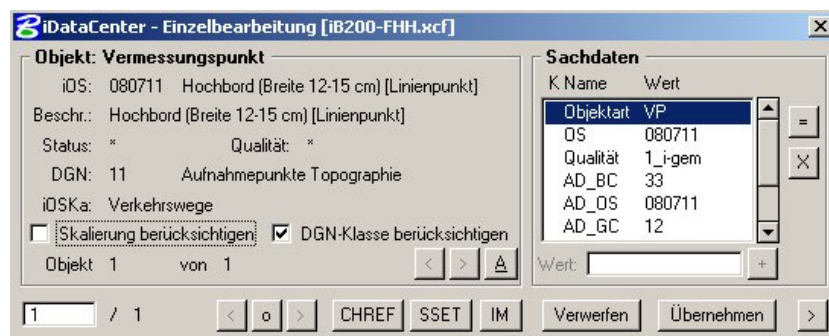 iDataCenter - Einzelbearbeitung [iB200-FHH.xcf]
Objekt: Vermessungspunkt
iOS: 080711 Hochbord (Breite 12-15 cm) [Linienpunkt]
Beschr.: Hochbord (Breite 12-15 cm) [Linienpunkt]
Status: * Qualität: *
DGN: 11 Aufnahmepunkte Topographie
iOSKa: Verkehrswege
Skalierung berücksichtigen DGN-Klasse berücksichtigen
Objekt 1 von 1 < > A
Sachdaten
K Name Wert
Objektart VP
OS 080711
Qualität 1_i-gem
AD_BC 33
AD_OS 080711
AD_GC 12
= X
Wert: +
1 / 1 < o > CHREF SSET IM Verwerfen Übernehmen >